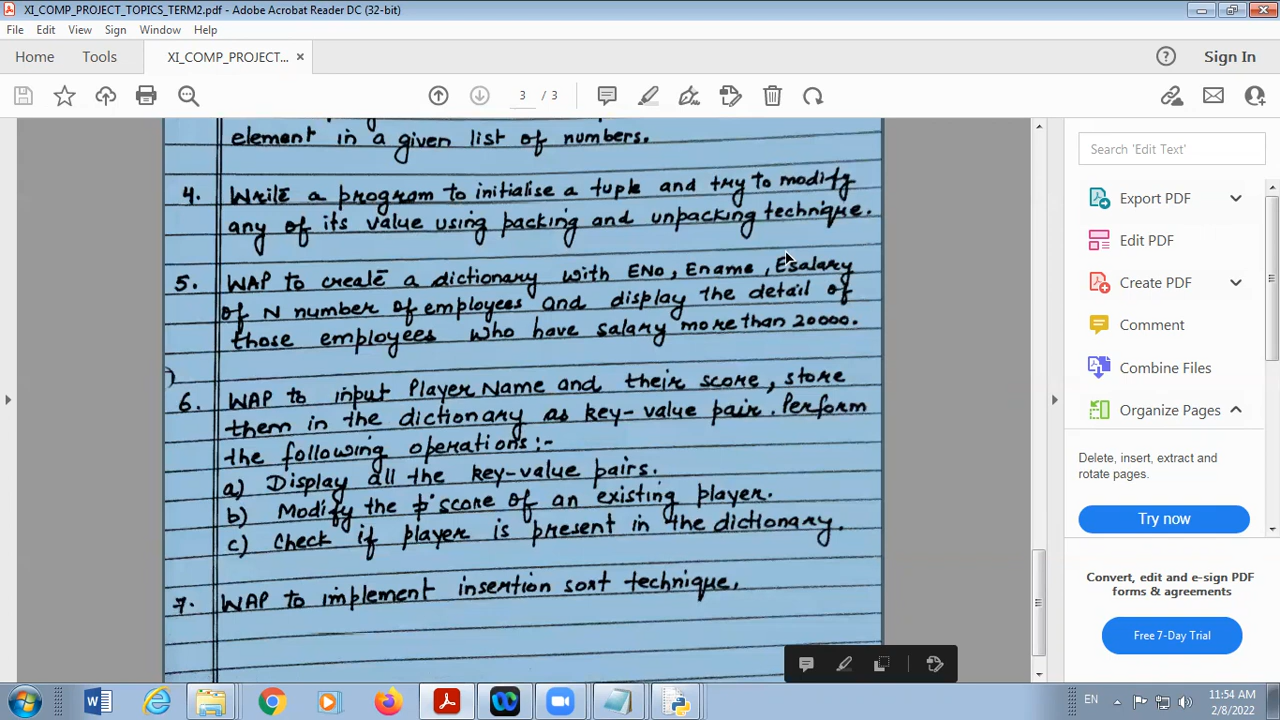 XI_COMP_PROJECT_TOPICS_TERM2.pdf - Adobe Acrobat Reader DC (32-bit)
File Edit View Sign Window Help
Home Tools XI_COMP_PROJECT... × Sign In
3 / 3
element in a given list of numbers.
4. Write a program to initialise a tuple and try to modify
any of its value using packing and unpacking technique.
5. WAP to create a dictionary with ENo, Ename, Esalary
of N number of employees and display the detail of
those employees who have salary more than 20000.
6. WAP to input Player Name and their score, store
them in the dictionary as key-value pair. Perform
the following operations:-
a) Display all the key-value pairs.
b) Modify the score of an existing player.
c) Check if player is present in the dictionary.
7. WAP to implement insertion sort technique.
Search 'Edit Text'
Export PDF
Edit PDF
Create PDF
Comment
Combine Files
Organize Pages
Delete, insert, extract and
rotate pages.
Try now
Convert, edit and e-sign PDF
forms & agreements
Free 7-Day Trial
EN 11:54 AM
2/8/2022